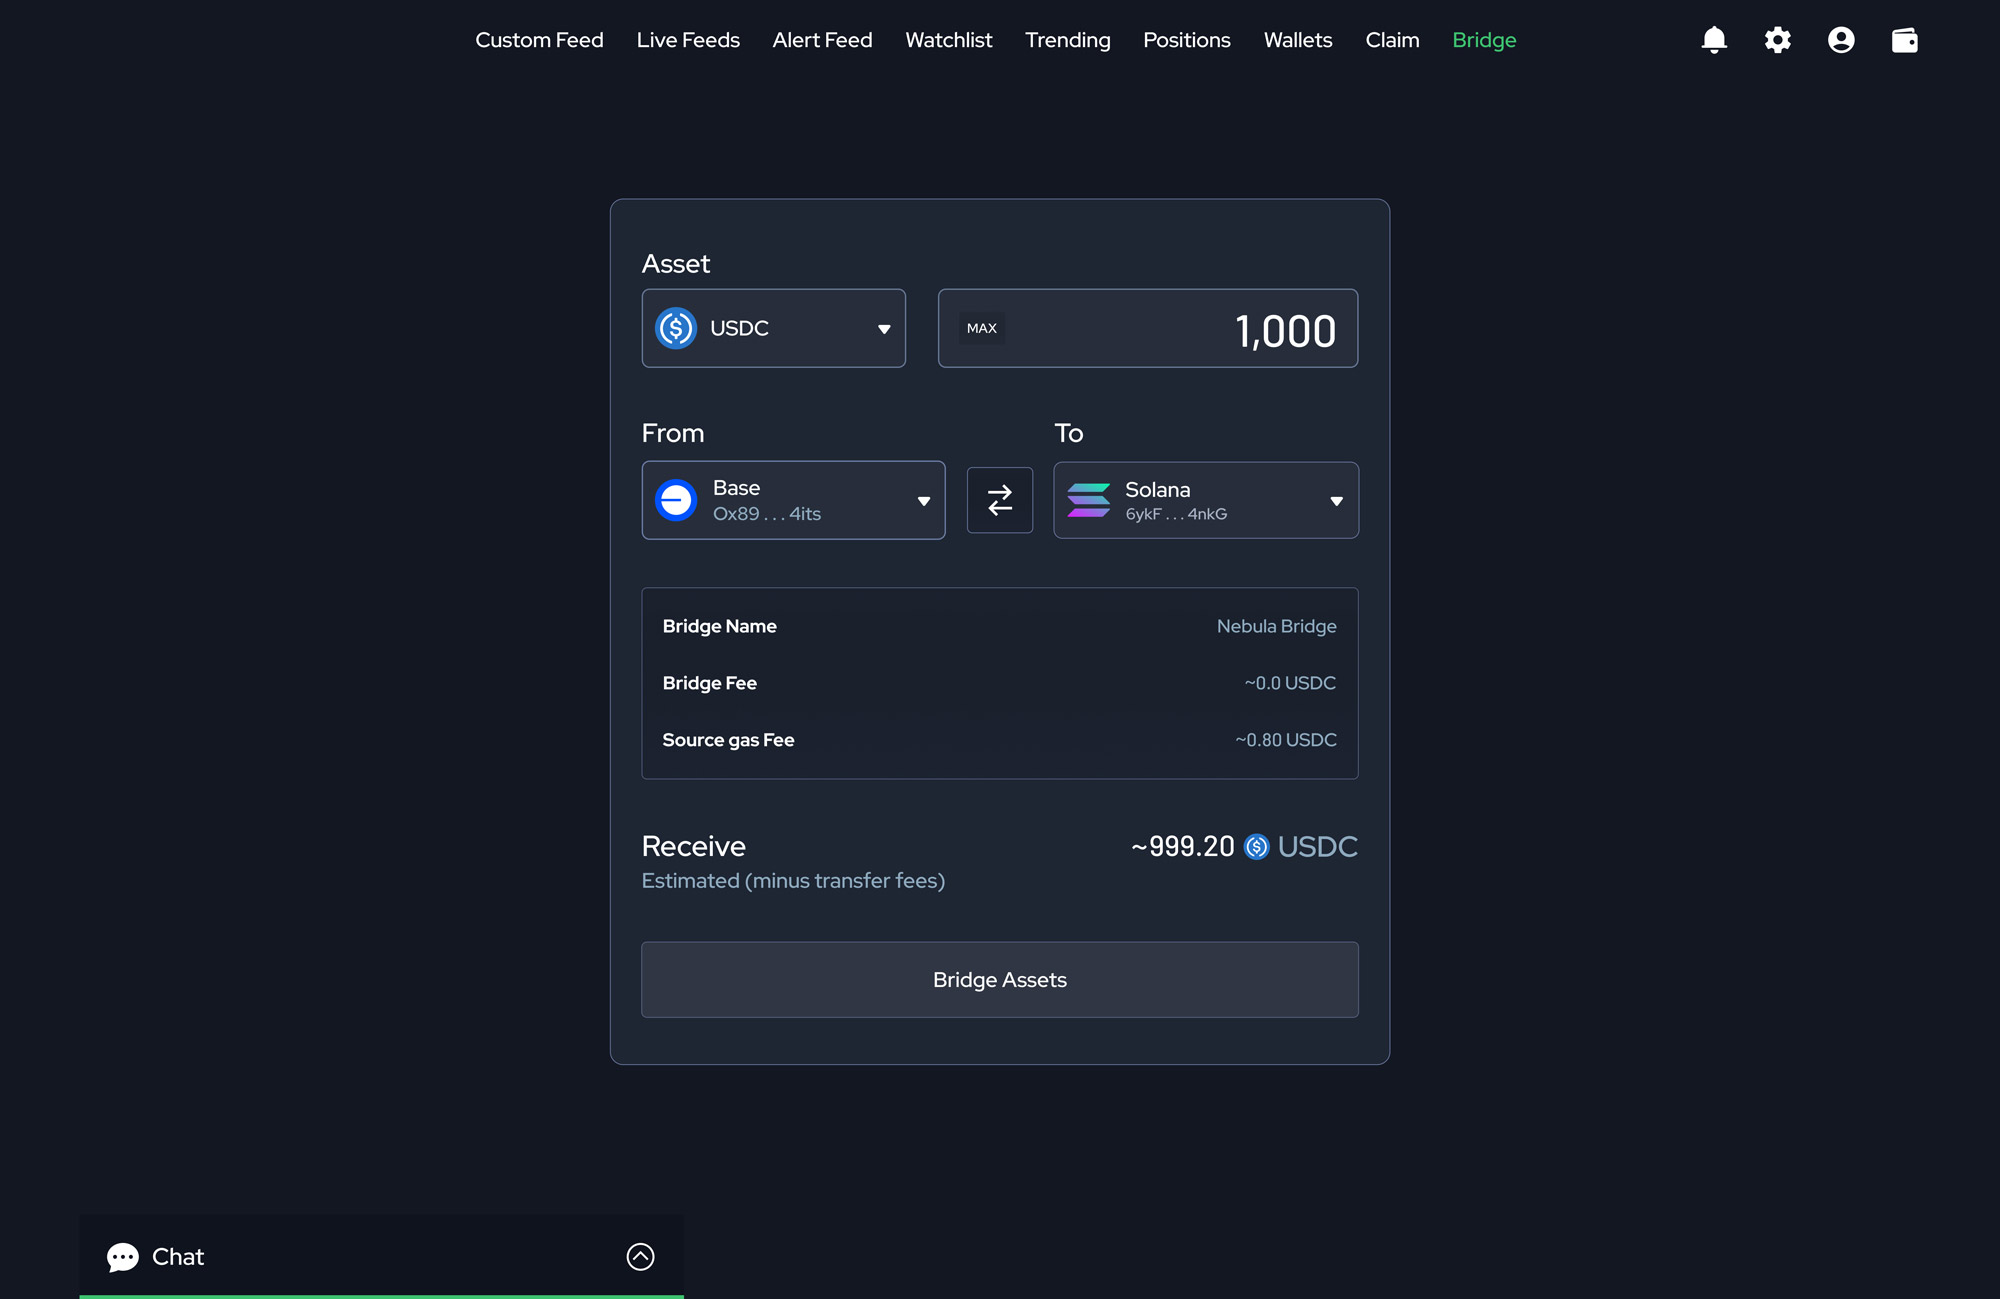 Custom Feed Live Feeds Alert Feed Watchlist Trending Positions Wallets Claim Bridge
Asset
USDC MAX 1,000
From To
Base Solana
0x89 . . . 4its 6ykF . . . 4nkG
Bridge Name Nebula Bridge
Bridge Fee ~0.0 USDC
Source gas Fee ~0.80 USDC
Receive ~999.20 USDC
Estimated (minus transfer fees)
Bridge Assets
Chat